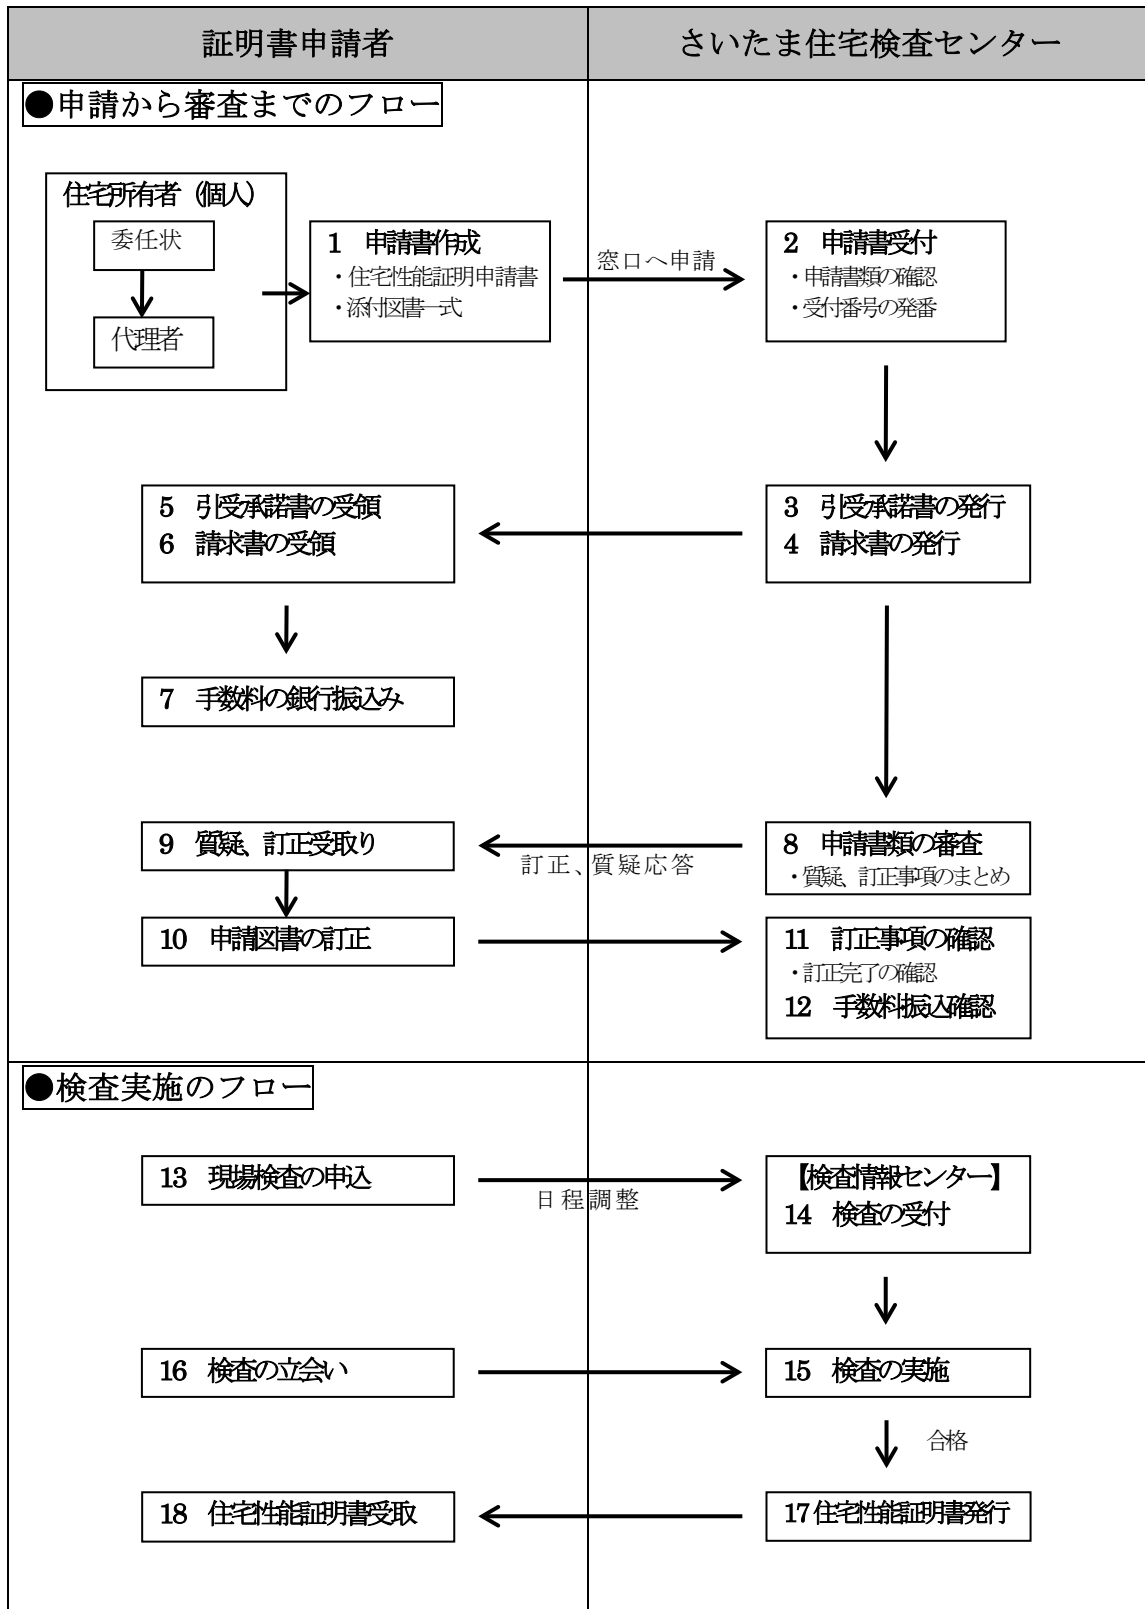 証明書申請者
さいたま住宅検査センター
●申請から審査までのフロー
住宅所有者（個人）
委任状
代理者
1 申請書作成
・住宅性能証明申請書
・添付図書一式
窓口へ申請
2 申請書受付
・申請書類の確認
・受付番号の発番
5 引受承諾書の受領
6 請求書の受領
3 引受承諾書の発行
4 請求書の発行
7 手数料の銀行振込み
9 質疑、訂正受取り
訂正、質疑応答
8 申請書類の審査
・質疑、訂正事項のまとめ
10 申請図書の訂正
11 訂正事項の確認
・訂正完了の確認
12 手数料振込確認
●検査実施のフロー
13 現場検査の申込
日程調整
【検査情報センター】
14 検査の受付
16 検査の立会い
15 検査の実施
合格
18 住宅性能証明書受取
17住宅性能証明書発行